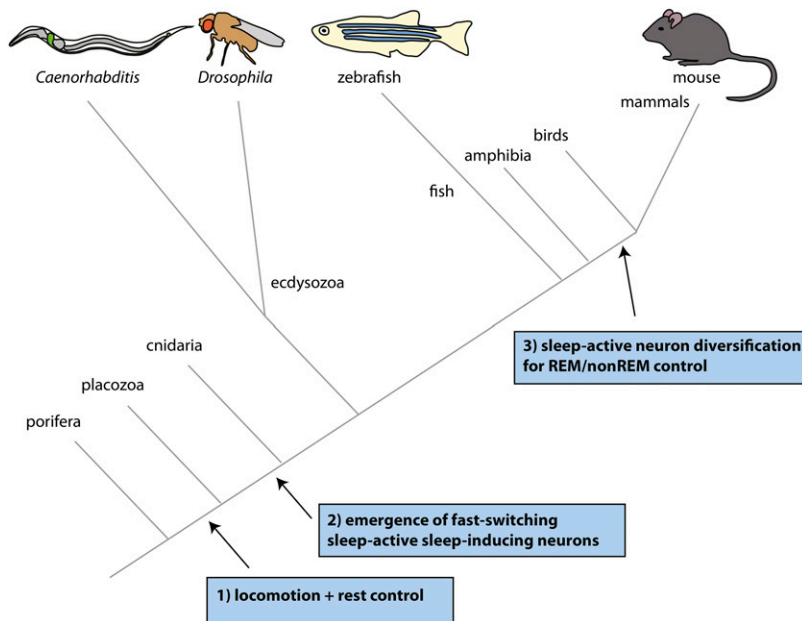 Caenorhabditis
Drosophila
zebrafish
mouse
mammals
birds
amphibia
fish
ecdysozoa
cnidaria
placozoa
porifera
3) sleep-active neuron diversification
for REM/nonREM control
2) emergence of fast-switching
sleep-active sleep-inducing neurons
1) locomotion + rest control